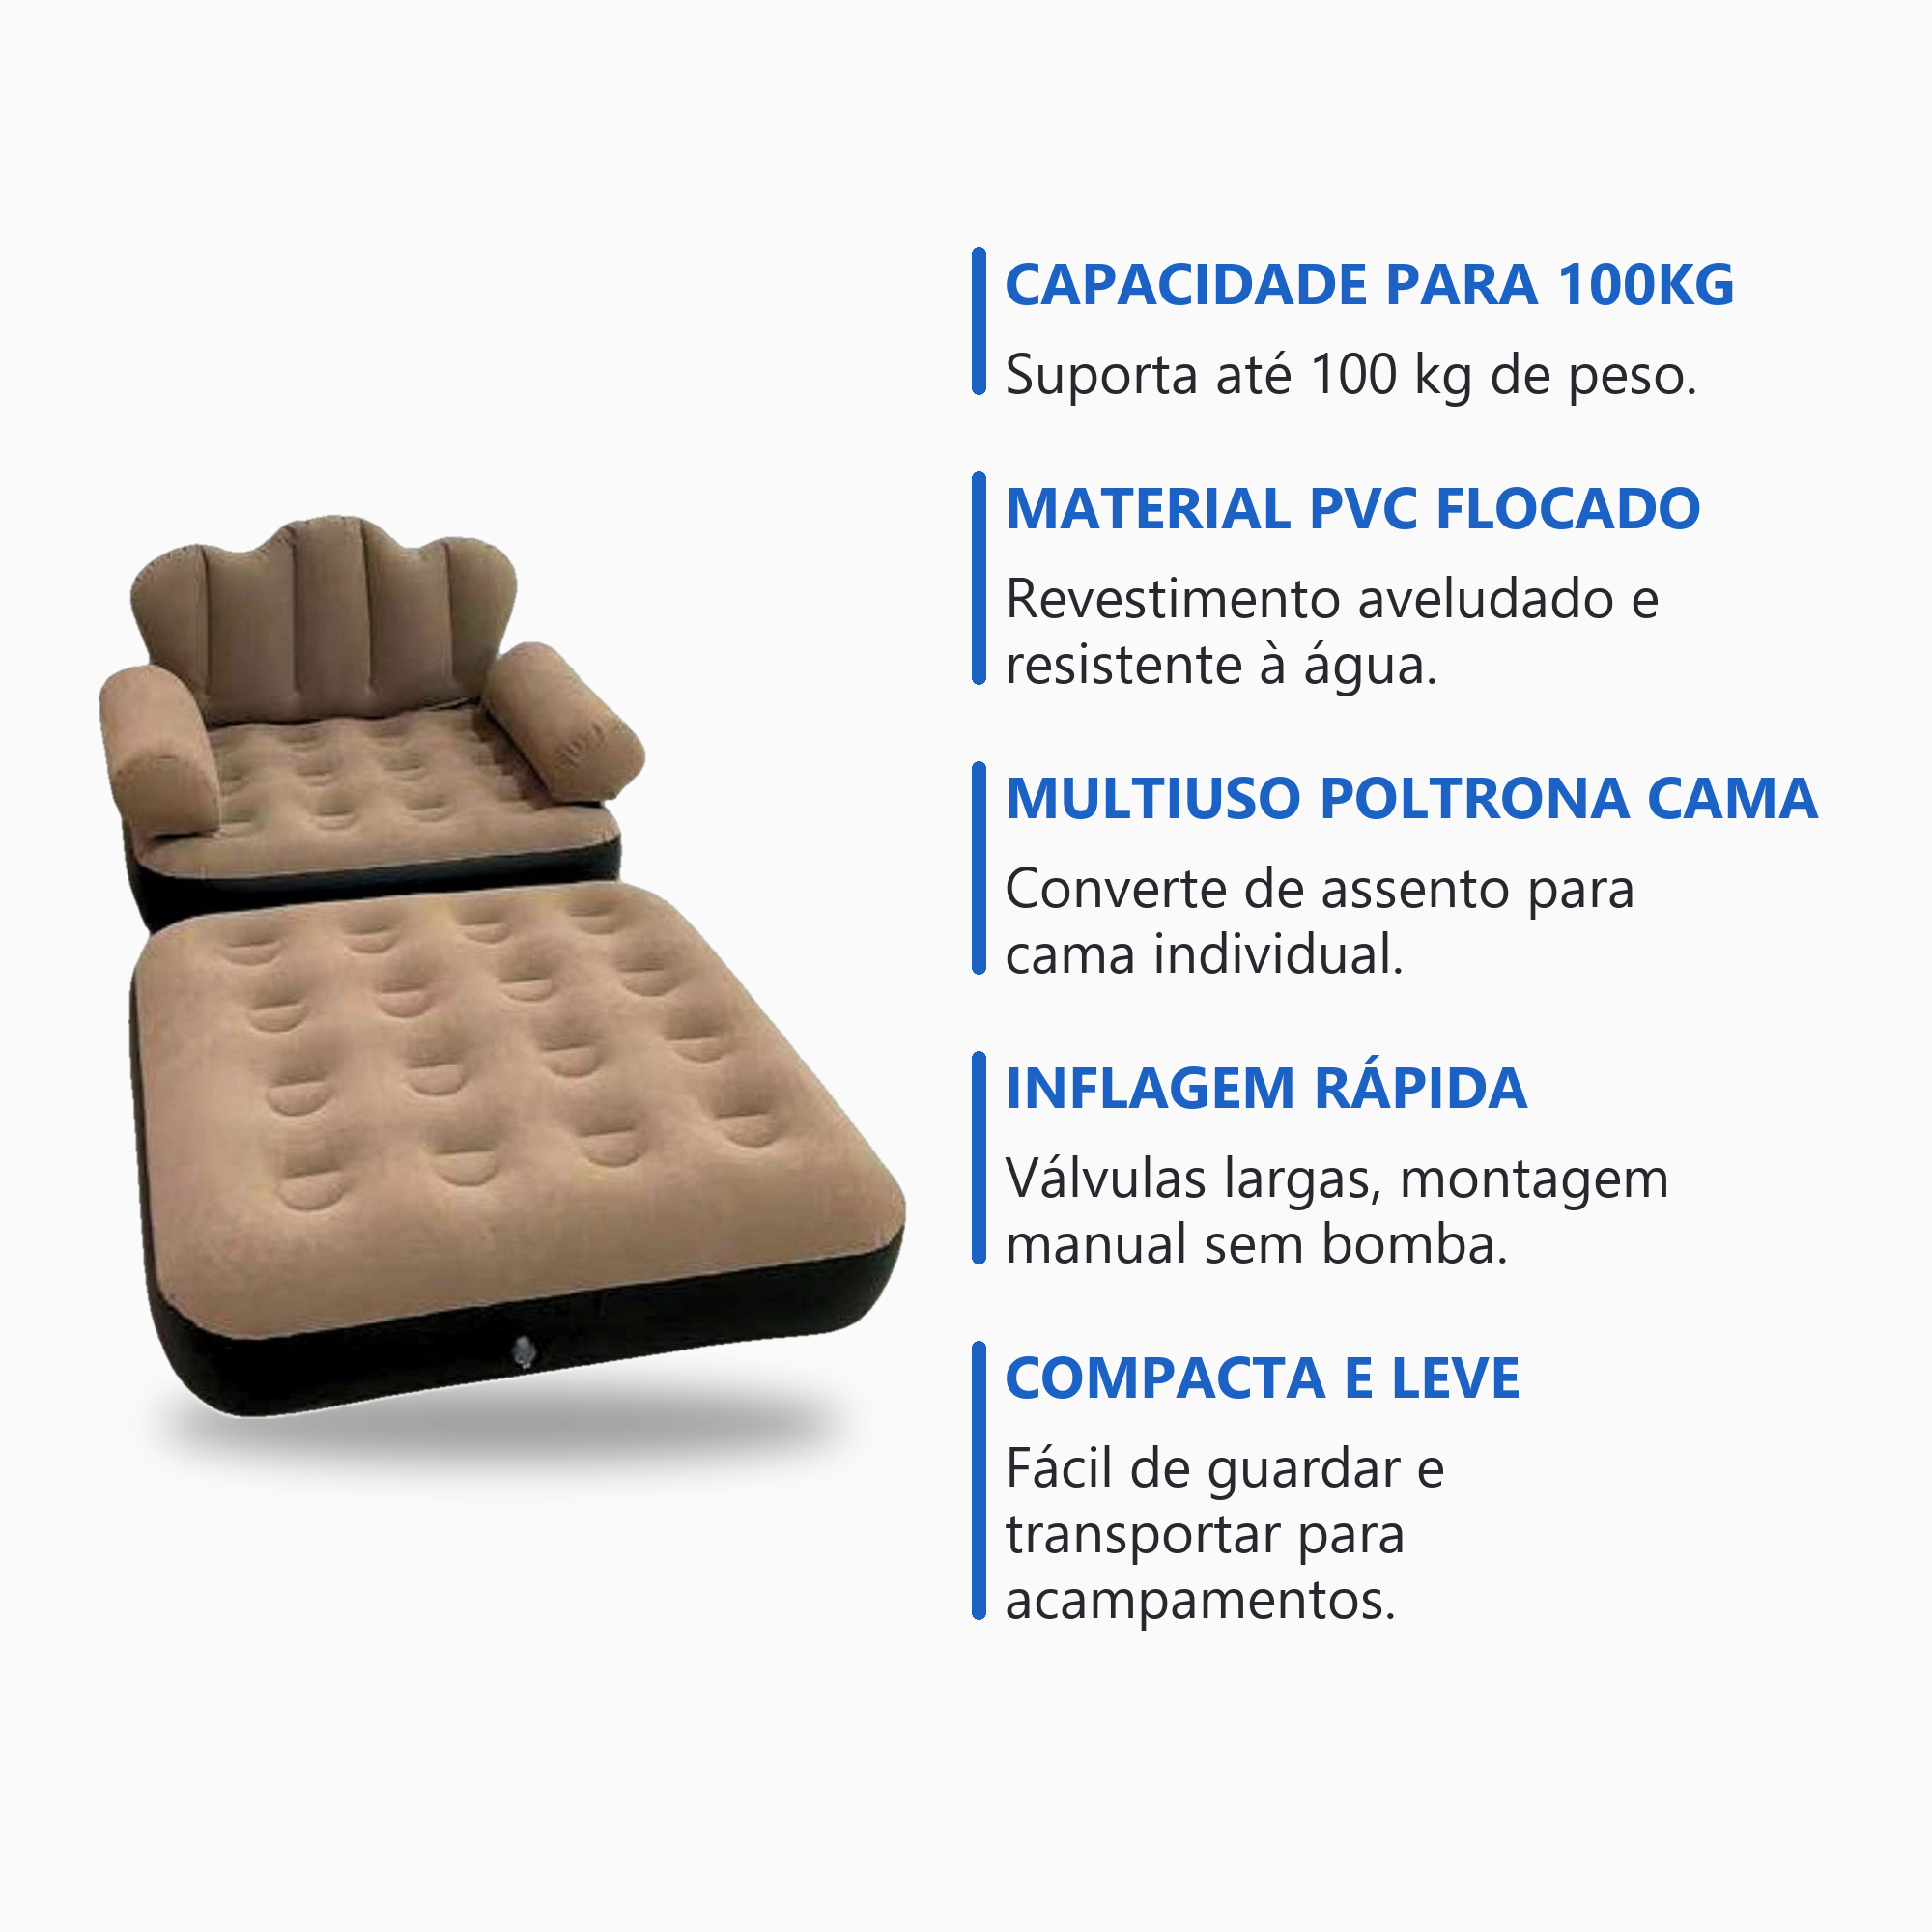 CAPACIDADE PARA 100KG
Suporta até 100 kg de peso.
MATERIAL PVC FLOCADO
Revestimento aveludado e
resistente à água.
MULTIUSO POLTRONA CAMA
Converte de assento para
cama individual.
INFLAGEM RÁPIDA
Válvulas largas, montagem
manual sem bomba.
COMPACTA E LEVE
Fácil de guardar e
transportar para
acampamentos.